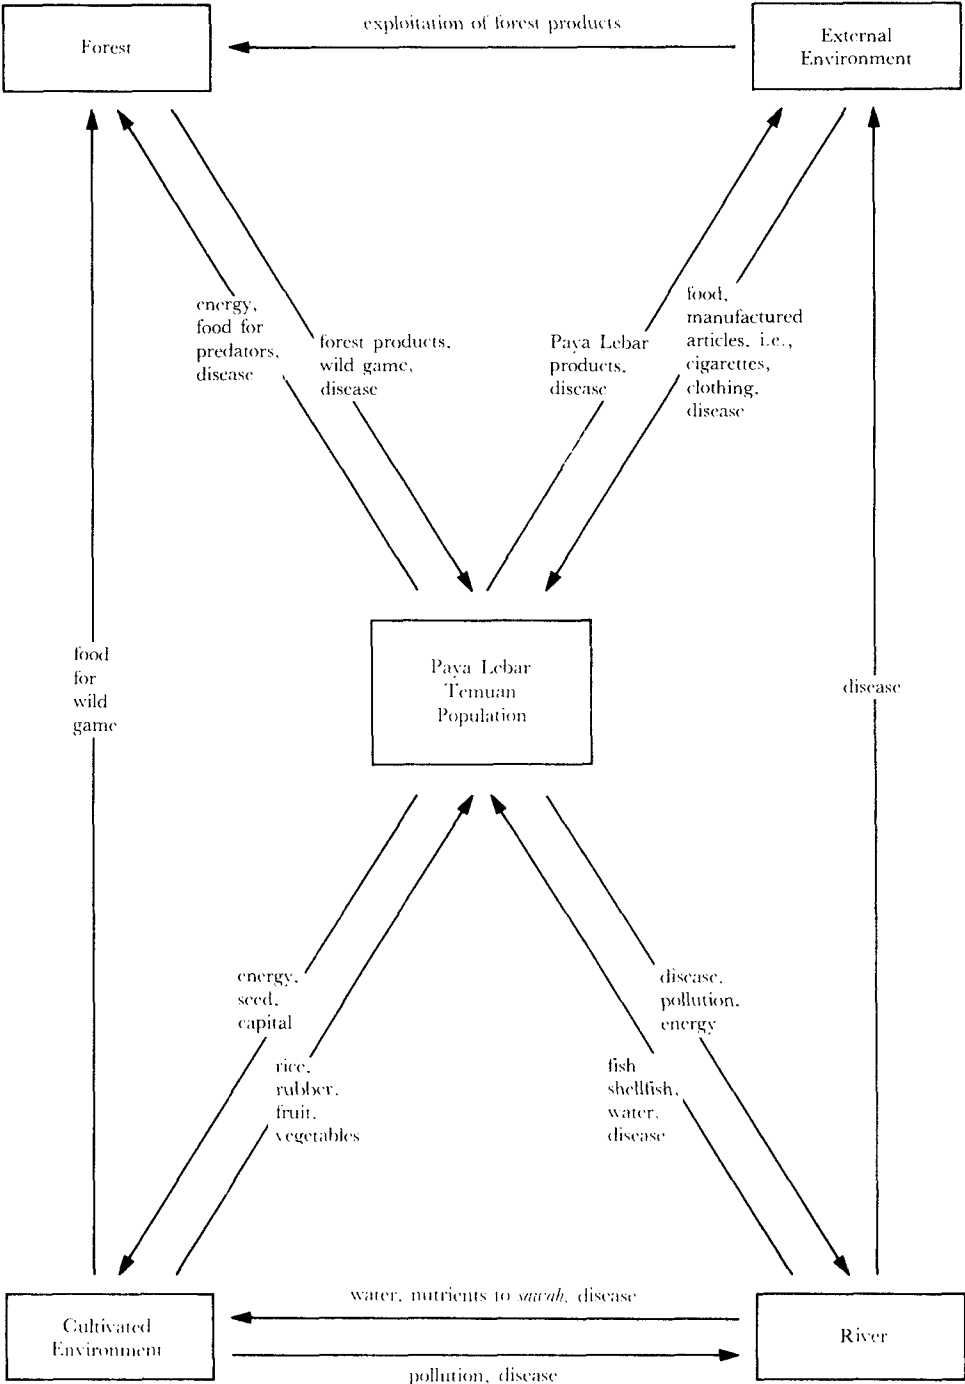 exploitation of forest products
Forest
External
Environment
energy,
food for
predators,
disease
forest products,
wild game,
disease
Paya Lebar
products,
disease
food,
manufactured
articles, i.e.,
cigarettes,
clothing,
disease
Paya Lebar
Temuan
Population
food
for
wild
game
disease
energy,
seed,
capital
rice,
rubber,
fruit,
vegetables
disease,
pollution,
energy
fish
shellfish,
water,
disease
water, nutrients to sawah, disease
Cultivated
Environment
River
pollution, disease